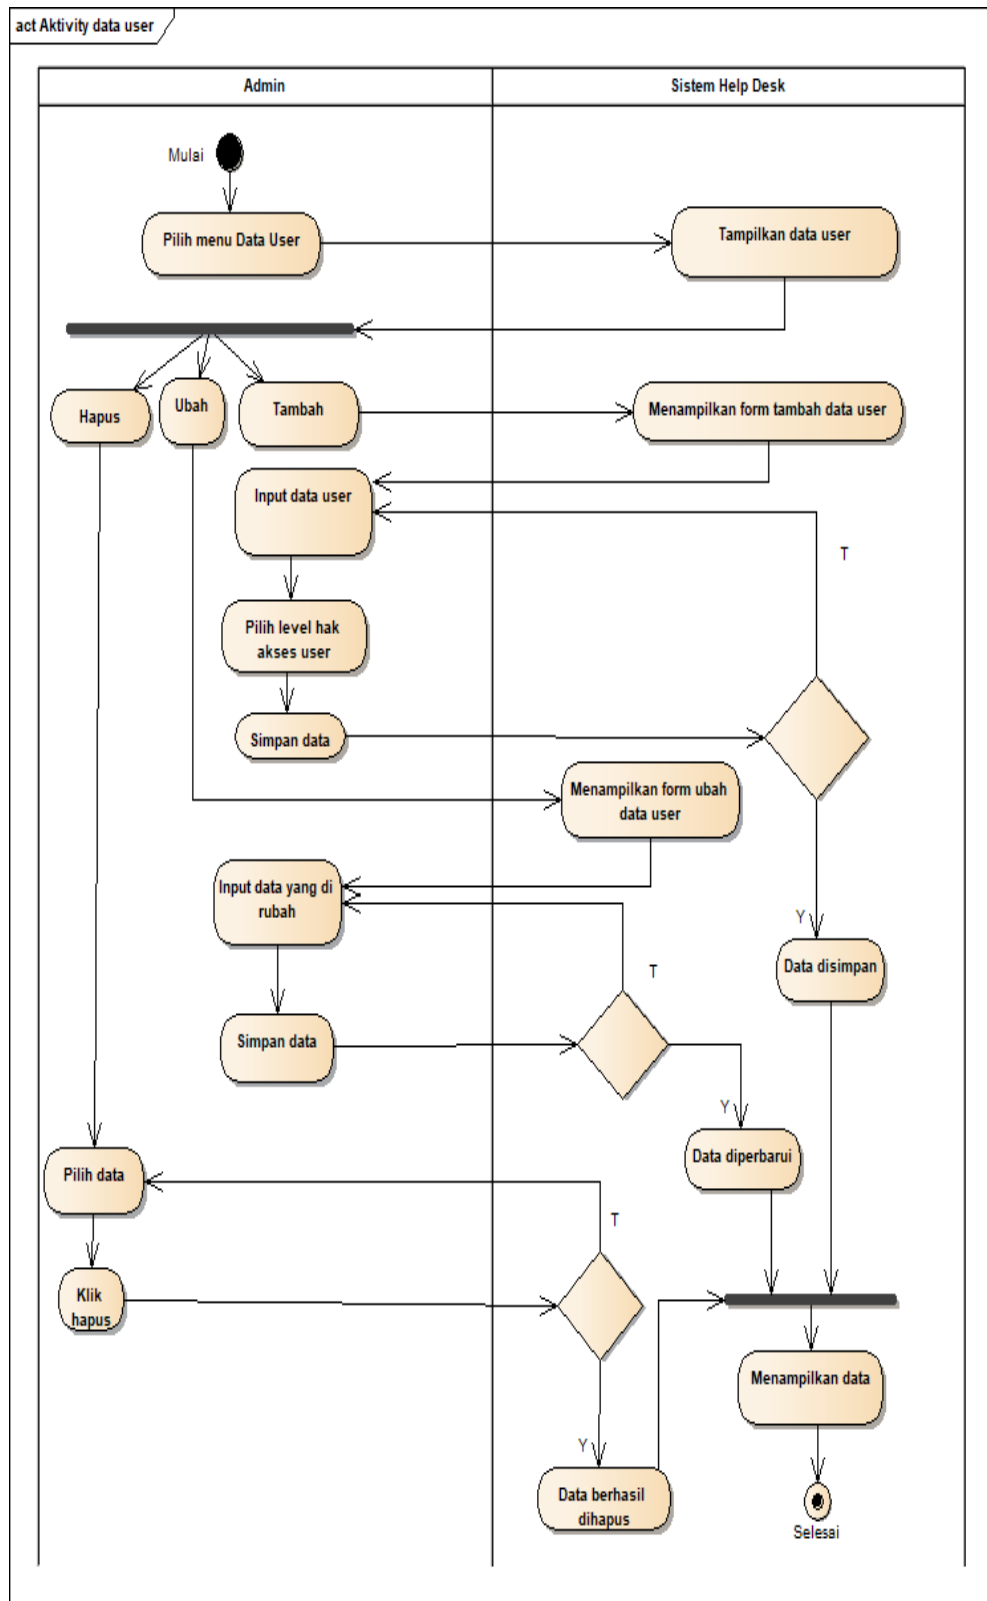 act Aktivity data user
Admin
Sistem Help Desk
Mulai
Pilih menu Data User
Tampilkan data user
Hapus
Ubah
Tambah
Menampilkan form tambah data user
Input data user
T
Pilih level hak
akses user
Simpan data
Menampilkan form ubah
data user
Input data yang di
rubah
Y
Data disimpan
T
Simpan data
Y
Data diperbarui
Pilih data
T
Klik
hapus
Menampilkan data
Y
Data berhasil
dihapus
Selesai